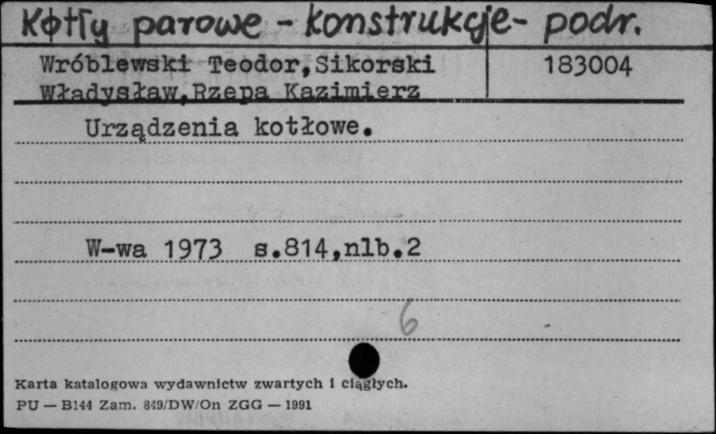 Kotły parowe - konstrukcje - podr.
Wróblewski Teodor,Sikorski 183004
Władysław,Rzepa Kazimierz
Urządzenia kotłowe.
W-wa 1973 s.814,nlb.2
6
Karta katalogowa wydawnictw zwartych i ciągłych.
PU — B144 Zam. 849/DW/On ZGG — 1991